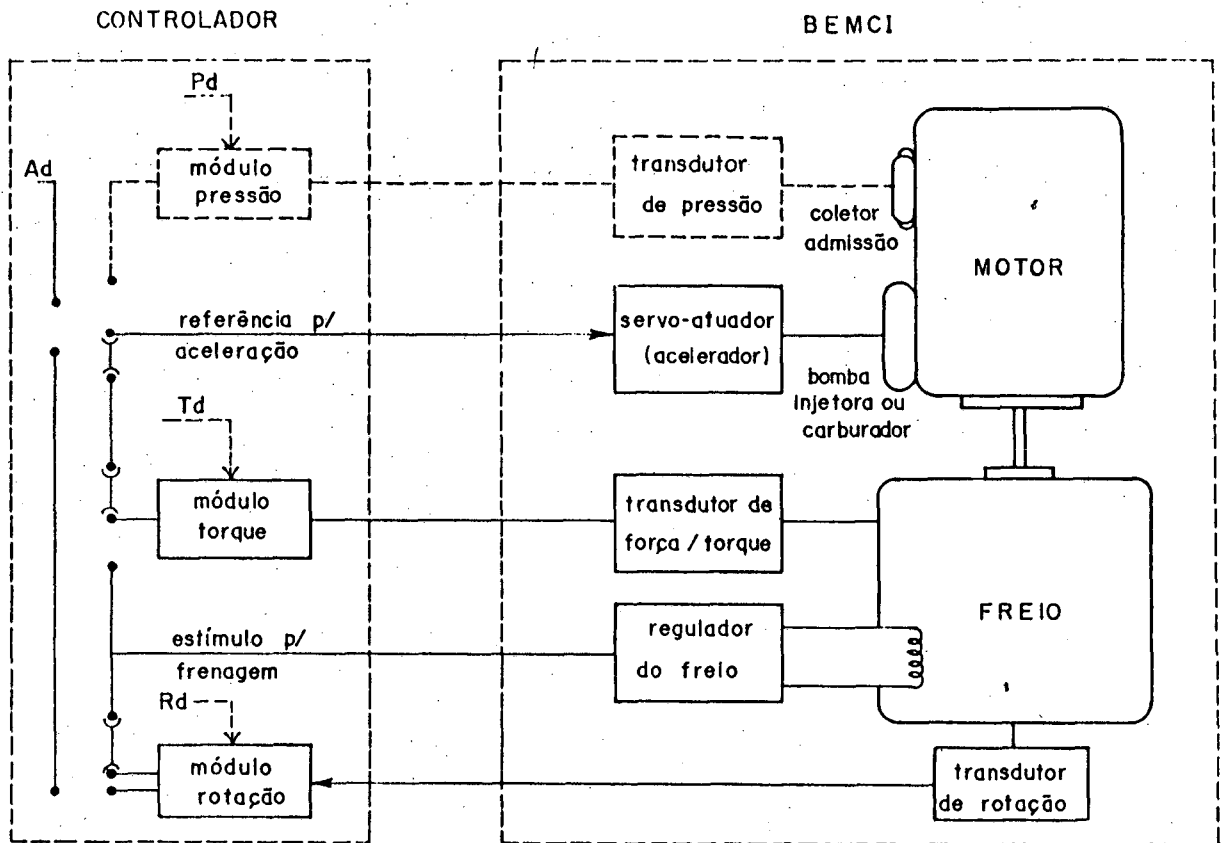 CONTROLADOR
BEMCI
Pd
Ad
módulo
pressão
transdutor
de pressão
coletor
admissão
MOTOR
referência p/
aceleração
servo-atuador
(acelerador)
bomba
injetora ou
carburador
Td
módulo
torque
transdutor de
força / torque
FREIO
estímulo p/
frenagem
regulador
do freio
Rd
módulo
rotação
transdutor
de rotação